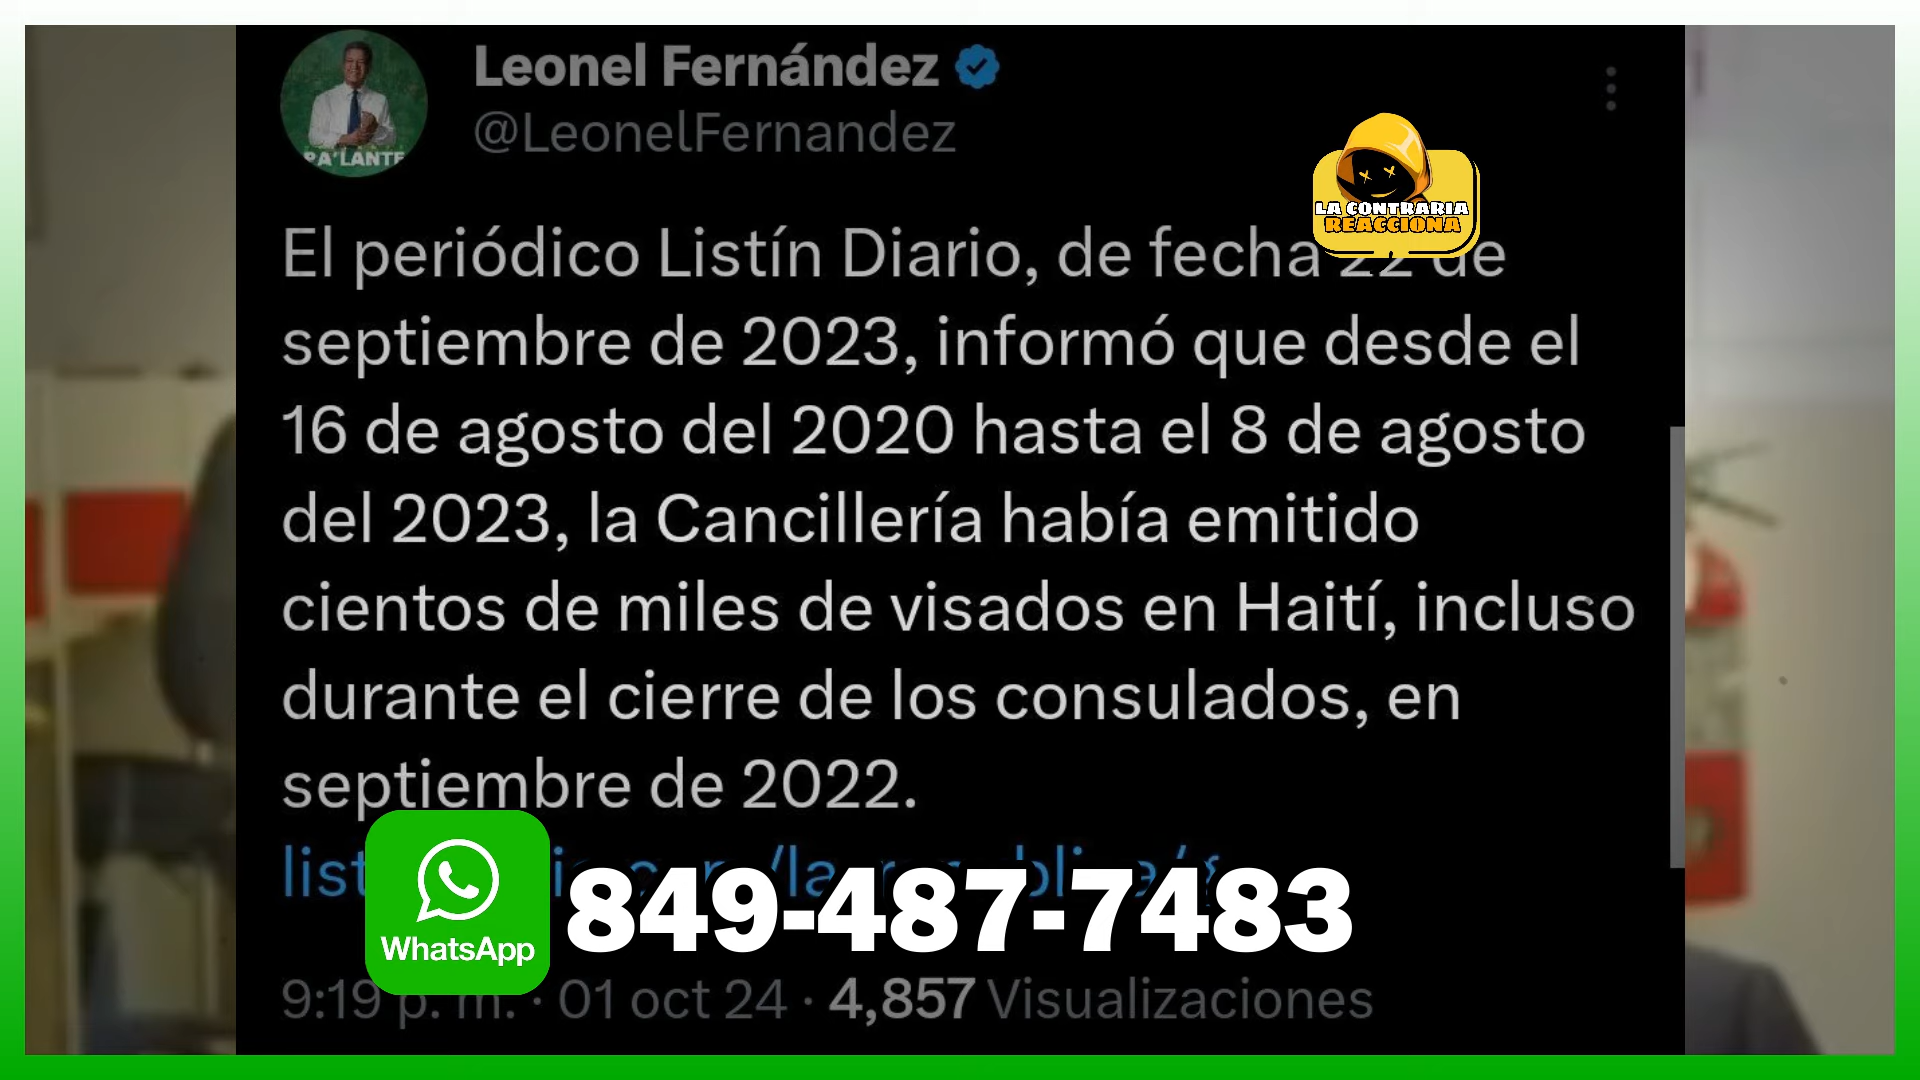 Leonel Fernández
@LeonelFernandez
PA'LANTE
LA CONTRARIA
REACCIONA
El periódico Listín Diario, de fecha 22 de
septiembre de 2023, informó que desde el
16 de agosto del 2020 hasta el 8 de agosto
del 2023, la Cancillería había emitido
cientos de miles de visados en Haití, incluso
durante el cierre de los consulados, en
septiembre de 2022.
WhatsApp
849-487-7483
9:19 p. m. · 01 oct 24 · 4,857 Visualizaciones